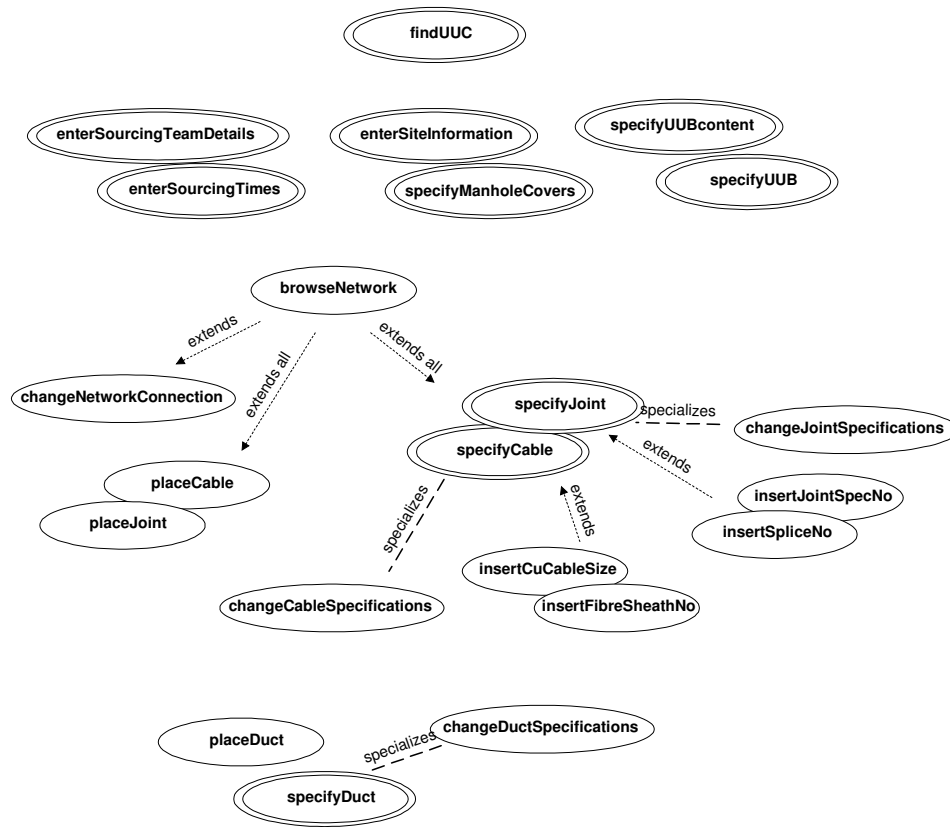 findUUC
enterSourcingTeamDetails
enterSiteInformation
specifyUUBcontent
enterSourcingTimes
specifyManholeCovers
specifyUUB
browseNetwork
extends
extends all
extends all
changeNetworkConnection
specifyJoint
specializes
changeJointSpecifications
specifyCable
extends
placeCable
placeJoint
specializes
extends
insertJointSpecNo
insertSpliceNo
insertCuCableSize
changeCableSpecifications
insertFibreSheathNo
placeDuct
specializes
changeDuctSpecifications
specifyDuct